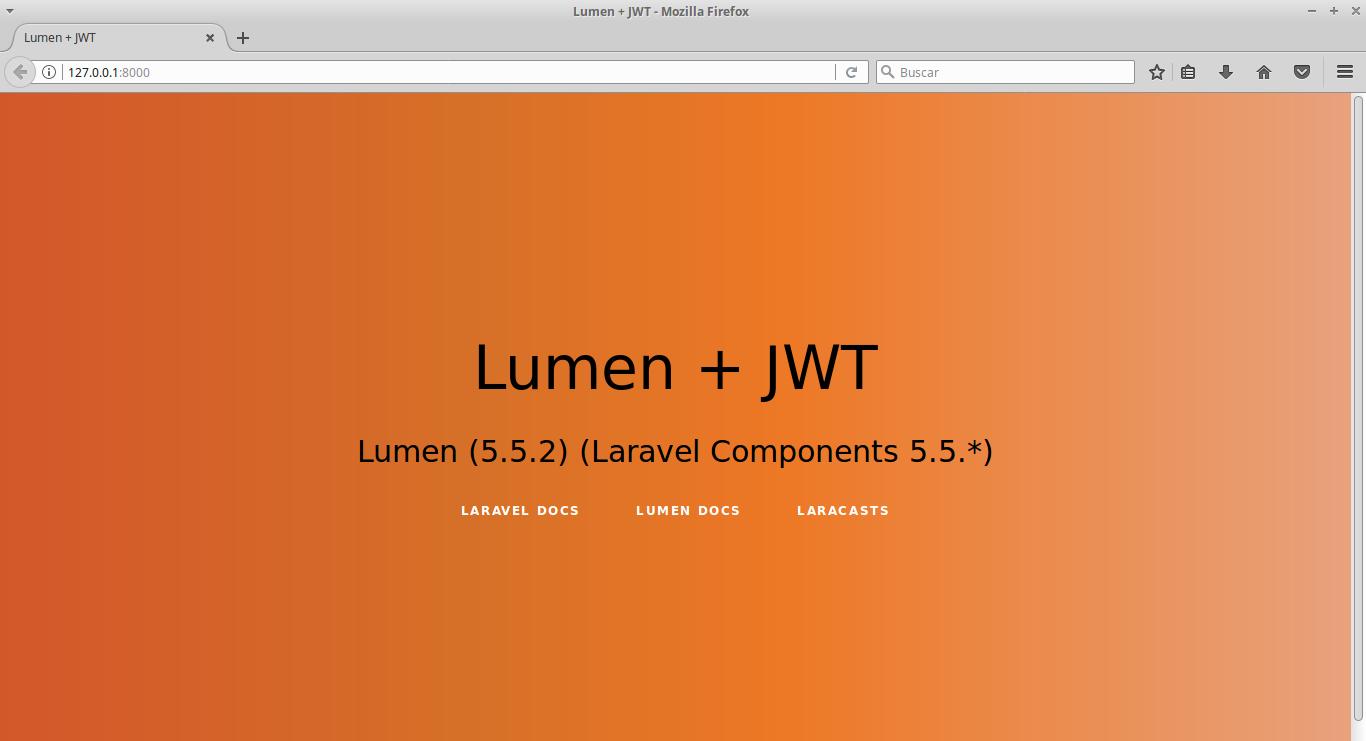 Lumen + JWT - Mozilla Firefox
Lumen + JWT
127.0.0.1:8000
Buscar
Lumen + JWT
Lumen (5.5.2) (Laravel Components 5.5.*)
LARAVEL DOCS LUMEN DOCS LARACASTS